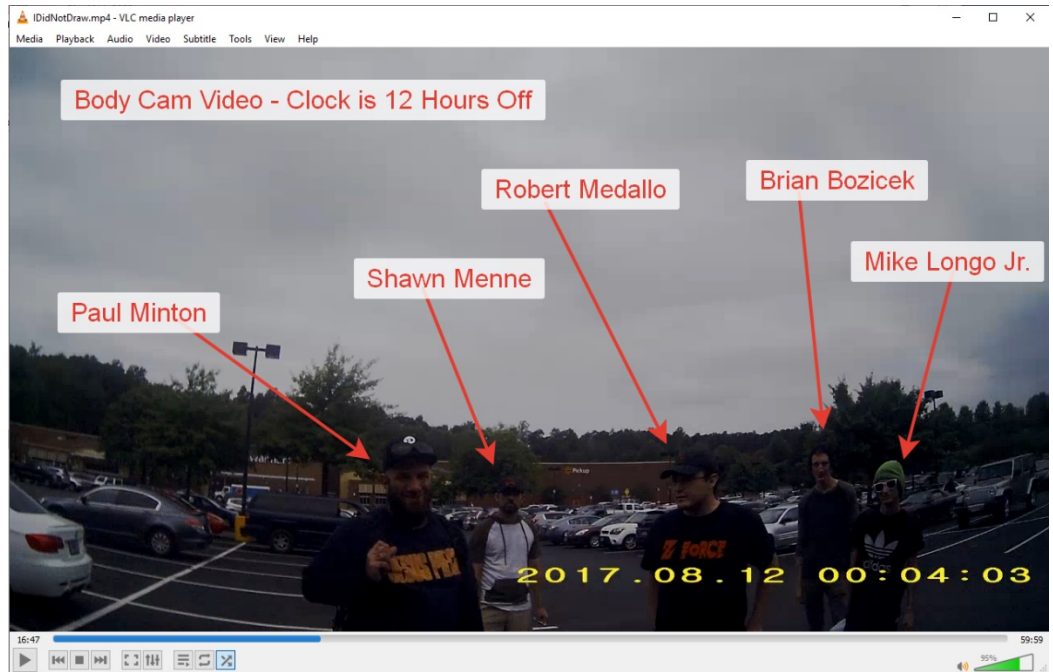 IDidNotDraw.mp4 - VLC media player
Media Playback Audio Video Subtitle Tools View Help
Body Cam Video - Clock is 12 Hours Off
Robert Medallo
Brian Bozicek
Shawn Menne
Mike Longo Jr.
Paul Minton
Pickup
Z FORCE
adidas
2017.08.12 00:04:03
16:47
59:59
95%